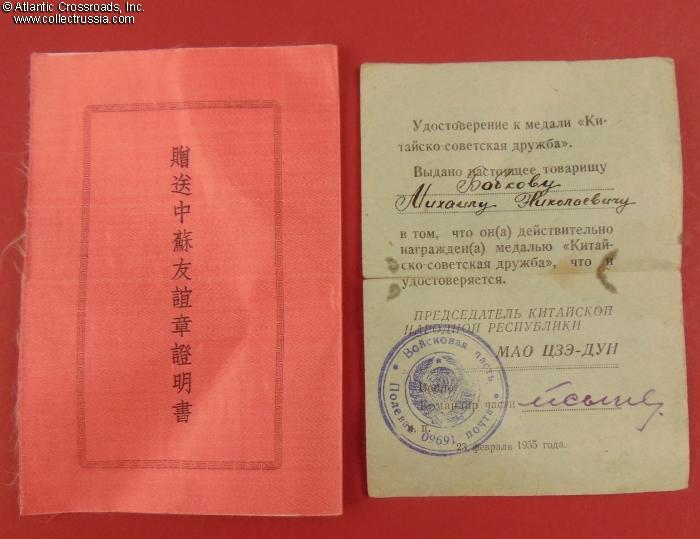 © Atlantic Crossroads, Inc.
www.collectrussia.com
贈送中蘇友誼章證明書
Удостоверение к медали «Ки-
тайско-советская дружба».
Выдано настоящее товарищу
Бабкову
Михаилу Николаевичу
в том, что он(а) действительно
награжден(а) медалью «Китай-
ско-советская дружба», что и
удостоверяется.
ПРЕДСЕДАТЕЛЬ КИТАЙСКОЙ
НАРОДНОЙ РЕСПУБЛИКИ
МАО ЦЗЭ-ДУН
Командир части
Войсковая часть
Полевая почта
09691
23 февраля 1955 года.